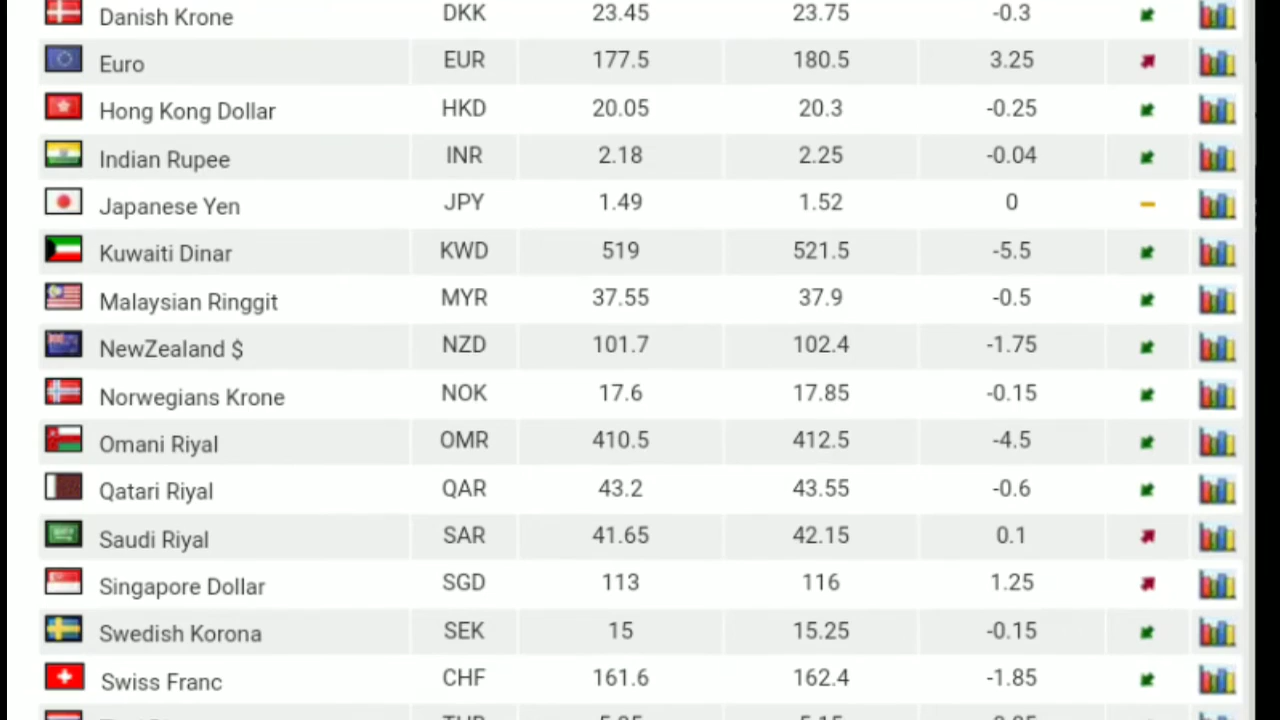 Danish Krone DKK 23.45 23.75 -0.3
Euro EUR 177.5 180.5 3.25
Hong Kong Dollar HKD 20.05 20.3 -0.25
Indian Rupee INR 2.18 2.25 -0.04
Japanese Yen JPY 1.49 1.52 0
Kuwaiti Dinar KWD 519 521.5 -5.5
Malaysian Ringgit MYR 37.55 37.9 -0.5
NewZealand $ NZD 101.7 102.4 -1.75
Norwegians Krone NOK 17.6 17.85 -0.15
Omani Riyal OMR 410.5 412.5 -4.5
Qatari Riyal QAR 43.2 43.55 -0.6
Saudi Riyal SAR 41.65 42.15 0.1
Singapore Dollar SGD 113 116 1.25
Swedish Korona SEK 15 15.25 -0.15
Swiss Franc CHF 161.6 162.4 -1.85